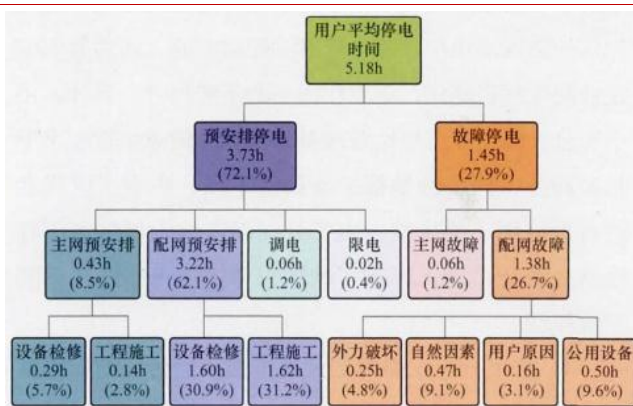 用户平均停电
时间
5.18h
预安排停电
3.73h
(72.1%)
故障停电
1.45h
(27.9%)
主网预安排
0.43h
(8.5%)
配网预安排
3.22h
(62.1%)
调电
0.06h
(1.2%)
限电
0.02h
(0.4%)
主网故障
0.06h
(1.2%)
配网故障
1.38h
(26.7%)
设备检修
0.29h
(5.7%)
工程施工
0.14h
(2.8%)
设备检修
1.60h
(30.9%)
工程施工
1.62h
(31.2%)
外力破坏
0.25h
(4.8%)
自然因素
0.47h
(9.1%)
用户原因
0.16h
(3.1%)
公用设备
0.50h
(9.6%)